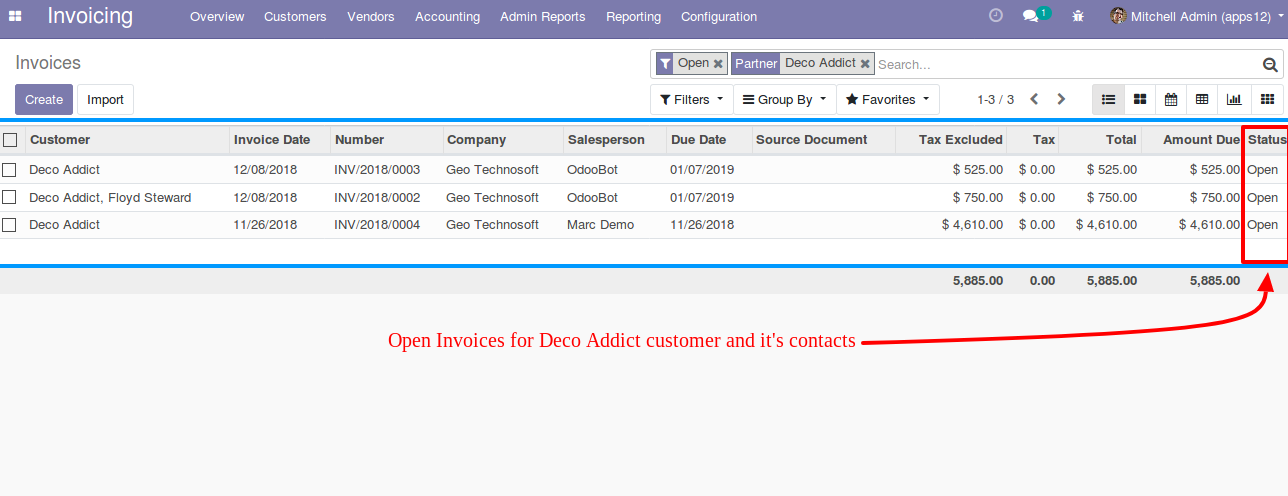 Invoicing Overview Customers Vendors Accounting Admin Reports Reporting Configuration 1 Mitchell Admin (apps12)
Invoices Open Partner Deco Addict Search...
Create Import Filters Group By Favorites 1-3 / 3
Customer Invoice Date Number Company Salesperson Due Date Source Document Tax Excluded Tax Total Amount Due Status
Deco Addict 12/08/2018 INV/2018/0003 Geo Technosoft OdooBot 01/07/2019 $ 525.00 $ 0.00 $ 525.00 $ 525.00 Open
Deco Addict, Floyd Steward 12/08/2018 INV/2018/0002 Geo Technosoft OdooBot 01/07/2019 $ 750.00 $ 0.00 $ 750.00 $ 750.00 Open
Deco Addict 11/26/2018 INV/2018/0004 Geo Technosoft Marc Demo 11/26/2018 $ 4,610.00 $ 0.00 $ 4,610.00 $ 4,610.00 Open
5,885.00 0.00 5,885.00 5,885.00
Open Invoices for Deco Addict customer and it's contacts